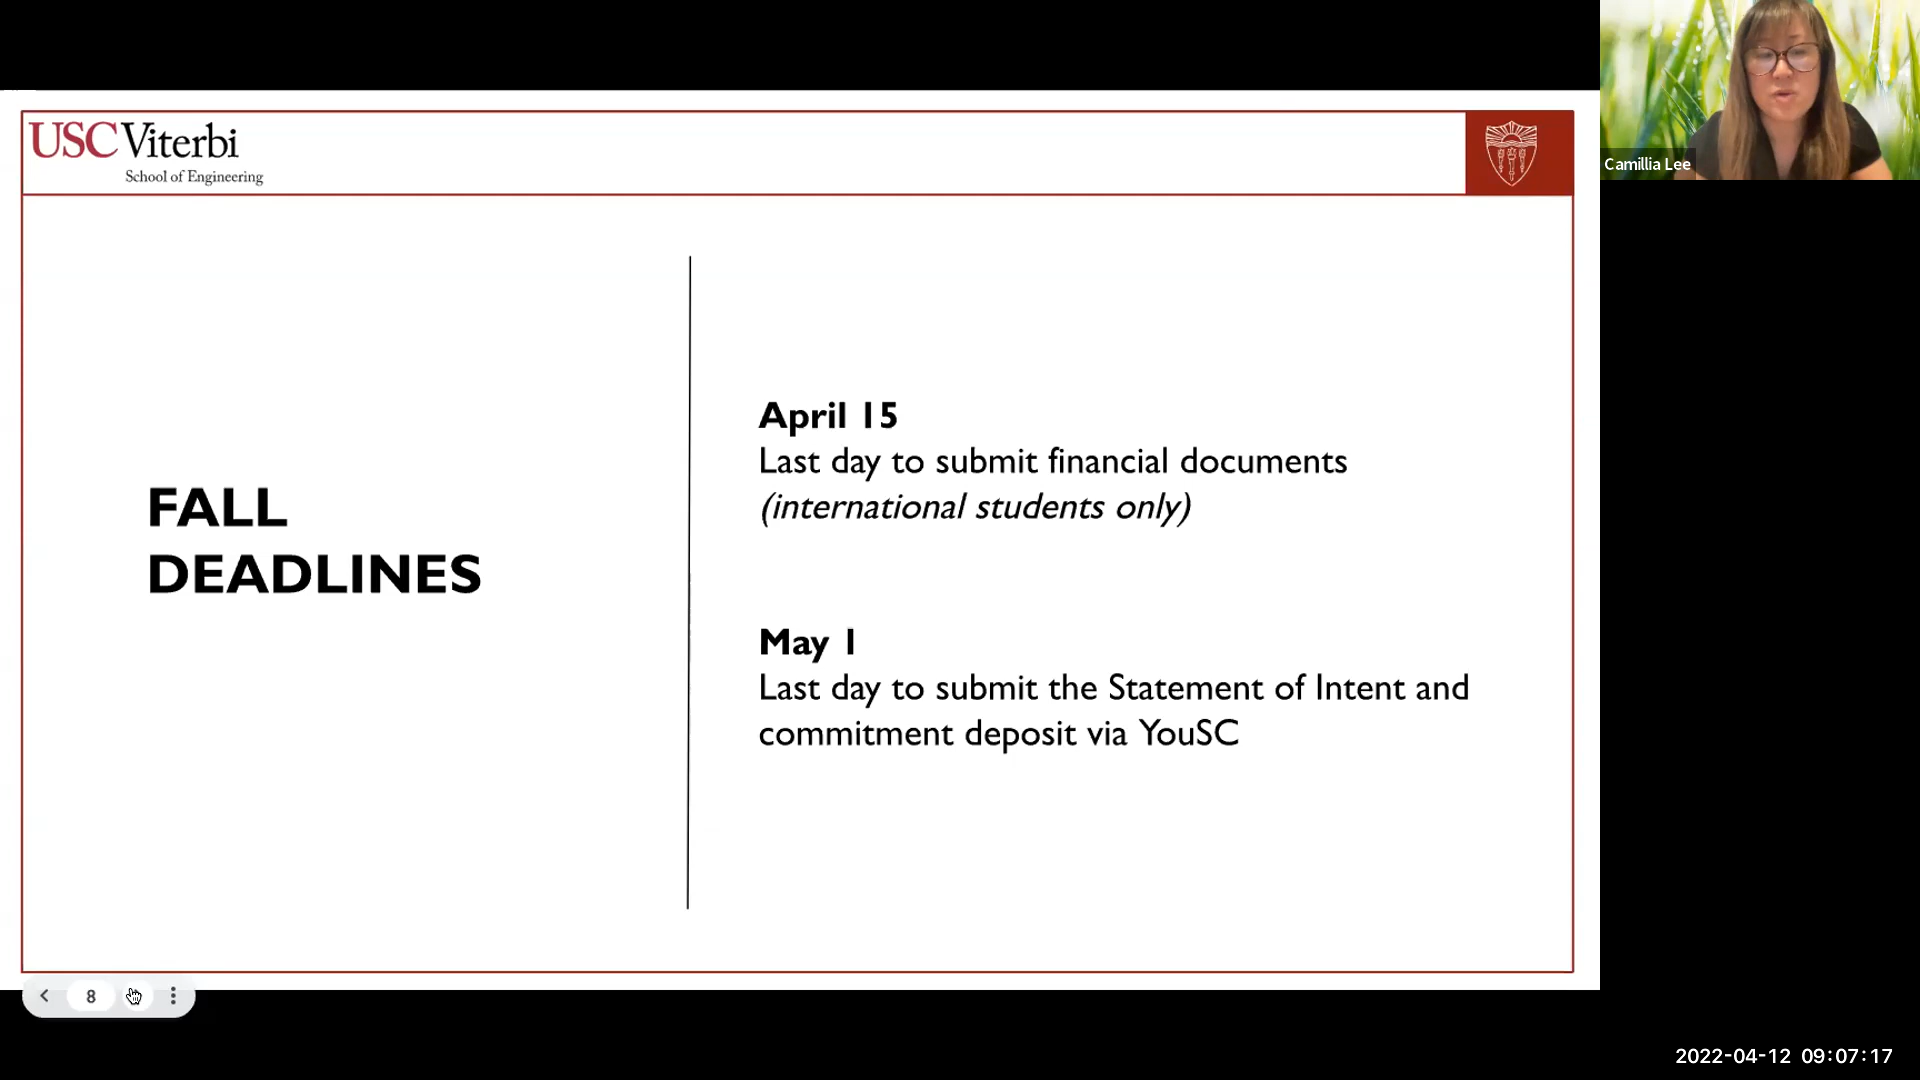 USC Viterbi
School of Engineering
Camillia Lee
FALL
DEADLINES
April 15
Last day to submit financial documents
(international students only)
May 1
Last day to submit the Statement of Intent and
commitment deposit via YouSC
8
2022-04-12 09:07:17